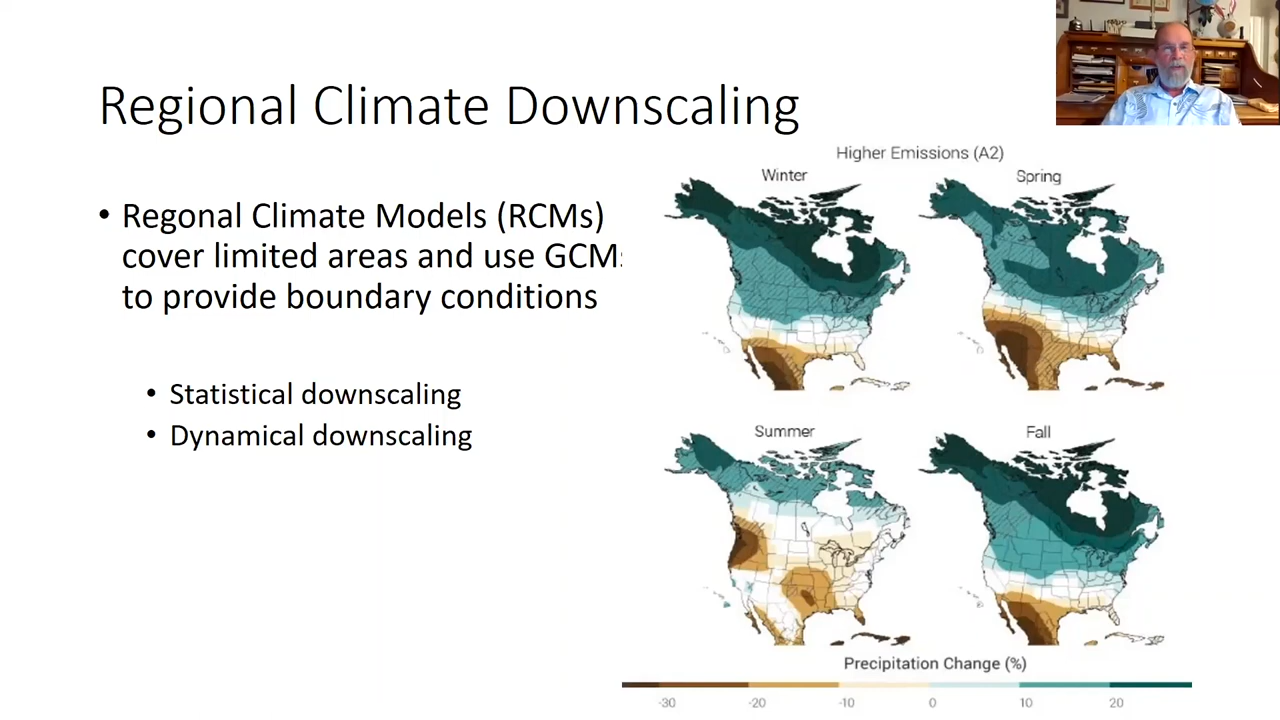 Regional Climate Downscaling
• Regonal Climate Models (RCMs)
cover limited areas and use GCMs
to provide boundary conditions
• Statistical downscaling
• Dynamical downscaling
Higher Emissions (A2)
Winter
Spring
Summer
Fall
Precipitation Change (%)
-30 -20 -10 0 10 20